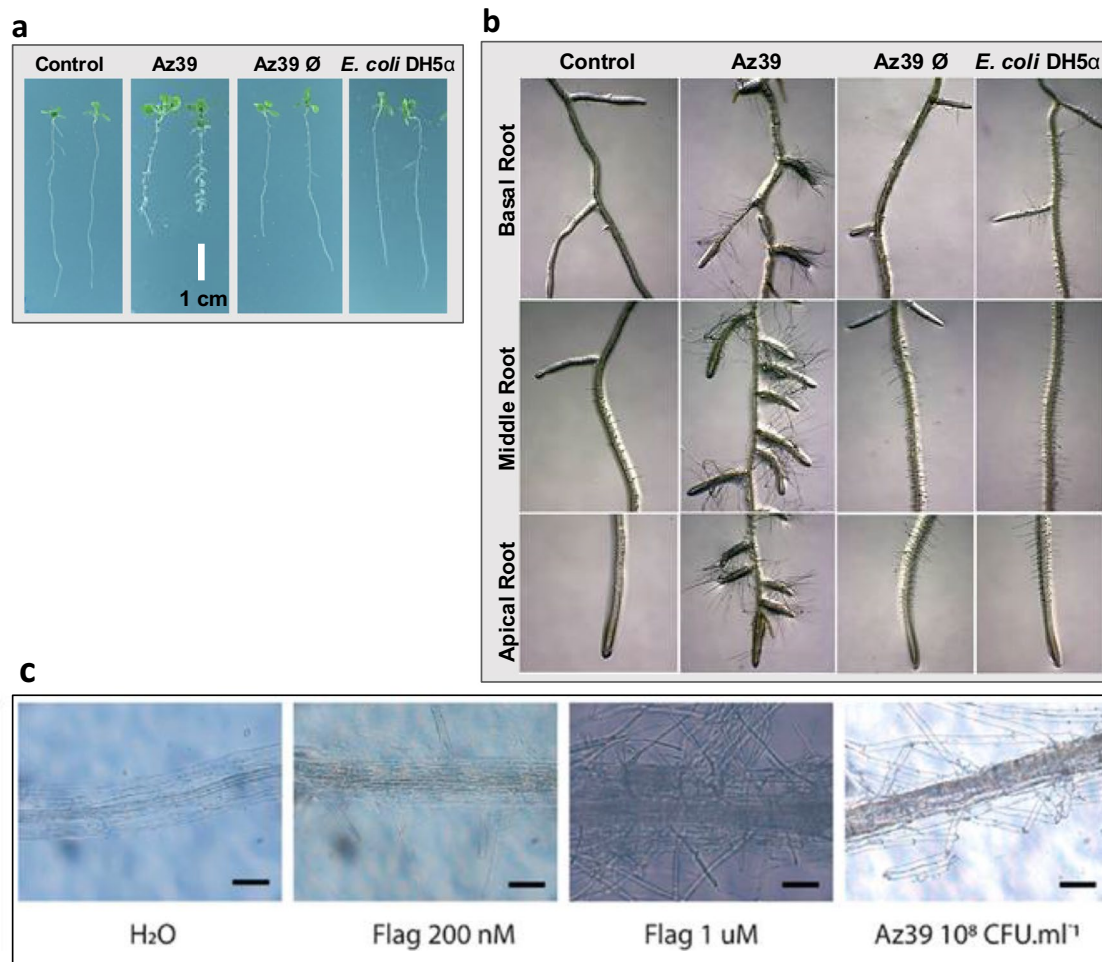 a
Control Az39 Az39 Ø E. coli DH5α
1 cm
b
Control Az39 Az39 Ø E. coli DH5α
Basal Root
Middle Root
Apical Root
c
H₂O Flag 200 nM Flag 1 uM Az39 10⁸ CFU.ml⁻¹